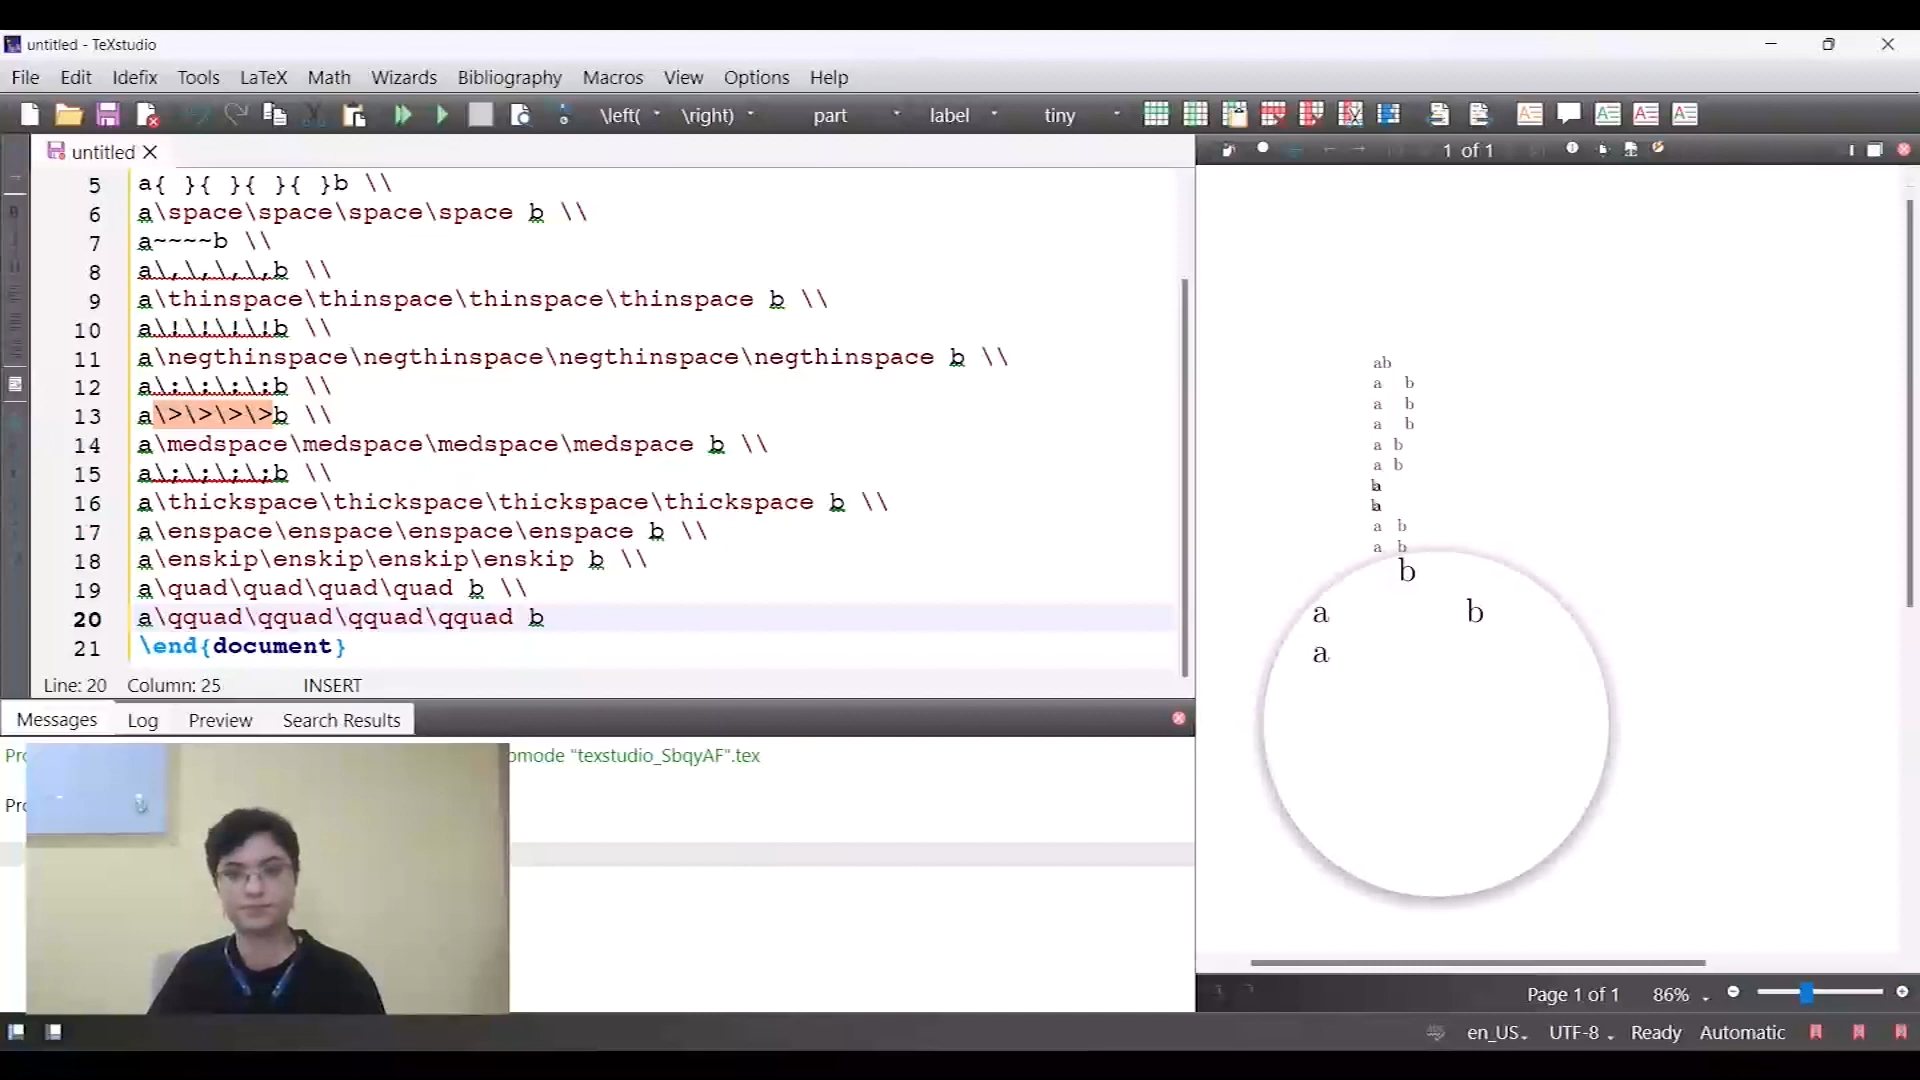 untitled - TeXstudio
File Edit Idefix Tools LaTeX Math Wizards Bibliography Macros View Options Help
\left( \right) part label tiny
untitled
1 of 1
5 a{ }{ }{ }{ }b \\
6 a\space\space\space\space b \\
7 a~~~~b \\
8 a\,\,\,\,b \\
9 a\thinspace\thinspace\thinspace\thinspace b \\
10 a\!\!\!\!b \\
11 a\negthinspace\negthinspace\negthinspace\negthinspace b \\
12 a\:\:\:\:b \\
13 a\>\>\>\>b \\
14 a\medspace\medspace\medspace\medspace b \\
15 a\;\;\;\;b \\
16 a\thickspace\thickspace\thickspace\thickspace b \\
17 a\enspace\enspace\enspace\enspace b \\
18 a\enskip\enskip\enskip\enskip b \\
19 a\quad\quad\quad\quad b \\
20 a\qquad\qquad\qquad\qquad b
21 \end{document}
Line: 20 Column: 25 INSERT
Messages Log Preview Search Results
"texstudio_SbqyAF".tex
ab
a b
a b
a b
a b
a b
a b
a b
b
a b
a
Page 1 of 1 86%
en_US UTF-8 Ready Automatic